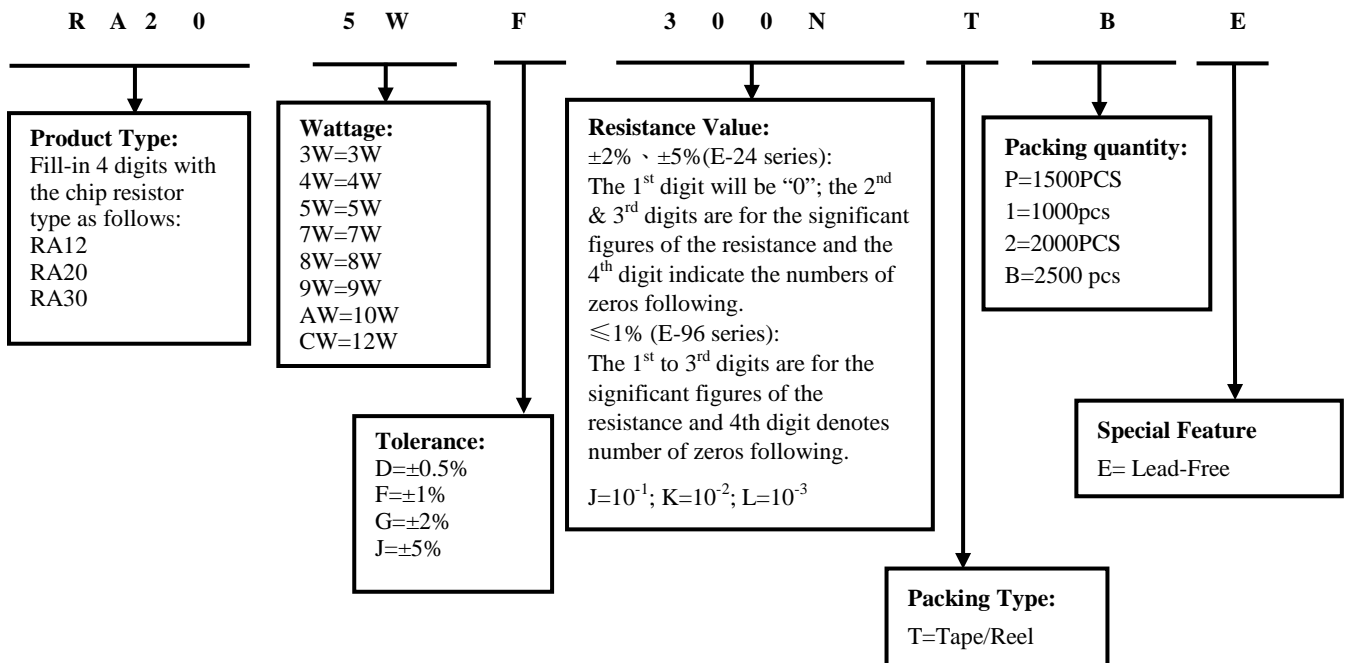 R A 2 0 5 W F 3 0 0 N T B E
Product Type:
Fill-in 4 digits with
the chip resistor
type as follows:
RA12
RA20
RA30
Wattage:
3W=3W
4W=4W
5W=5W
7W=7W
8W=8W
9W=9W
AW=10W
CW=12W
Tolerance:
D=±0.5%
F=±1%
G=±2%
J=±5%
Resistance Value:
±2%、±5%(E-24 series):
The 1st digit will be “0”; the 2nd
& 3rd digits are for the significant
figures of the resistance and the
4th digit indicate the numbers of
zeros following.
≦1% (E-96 series):
The 1st to 3rd digits are for the
significant figures of the
resistance and 4th digit denotes
number of zeros following.
J=10-1; K=10-2; L=10-3
Packing Type:
T=Tape/Reel
Packing quantity:
P=1500PCS
1=1000pcs
2=2000PCS
B=2500 pcs
Special Feature
E= Lead-Free